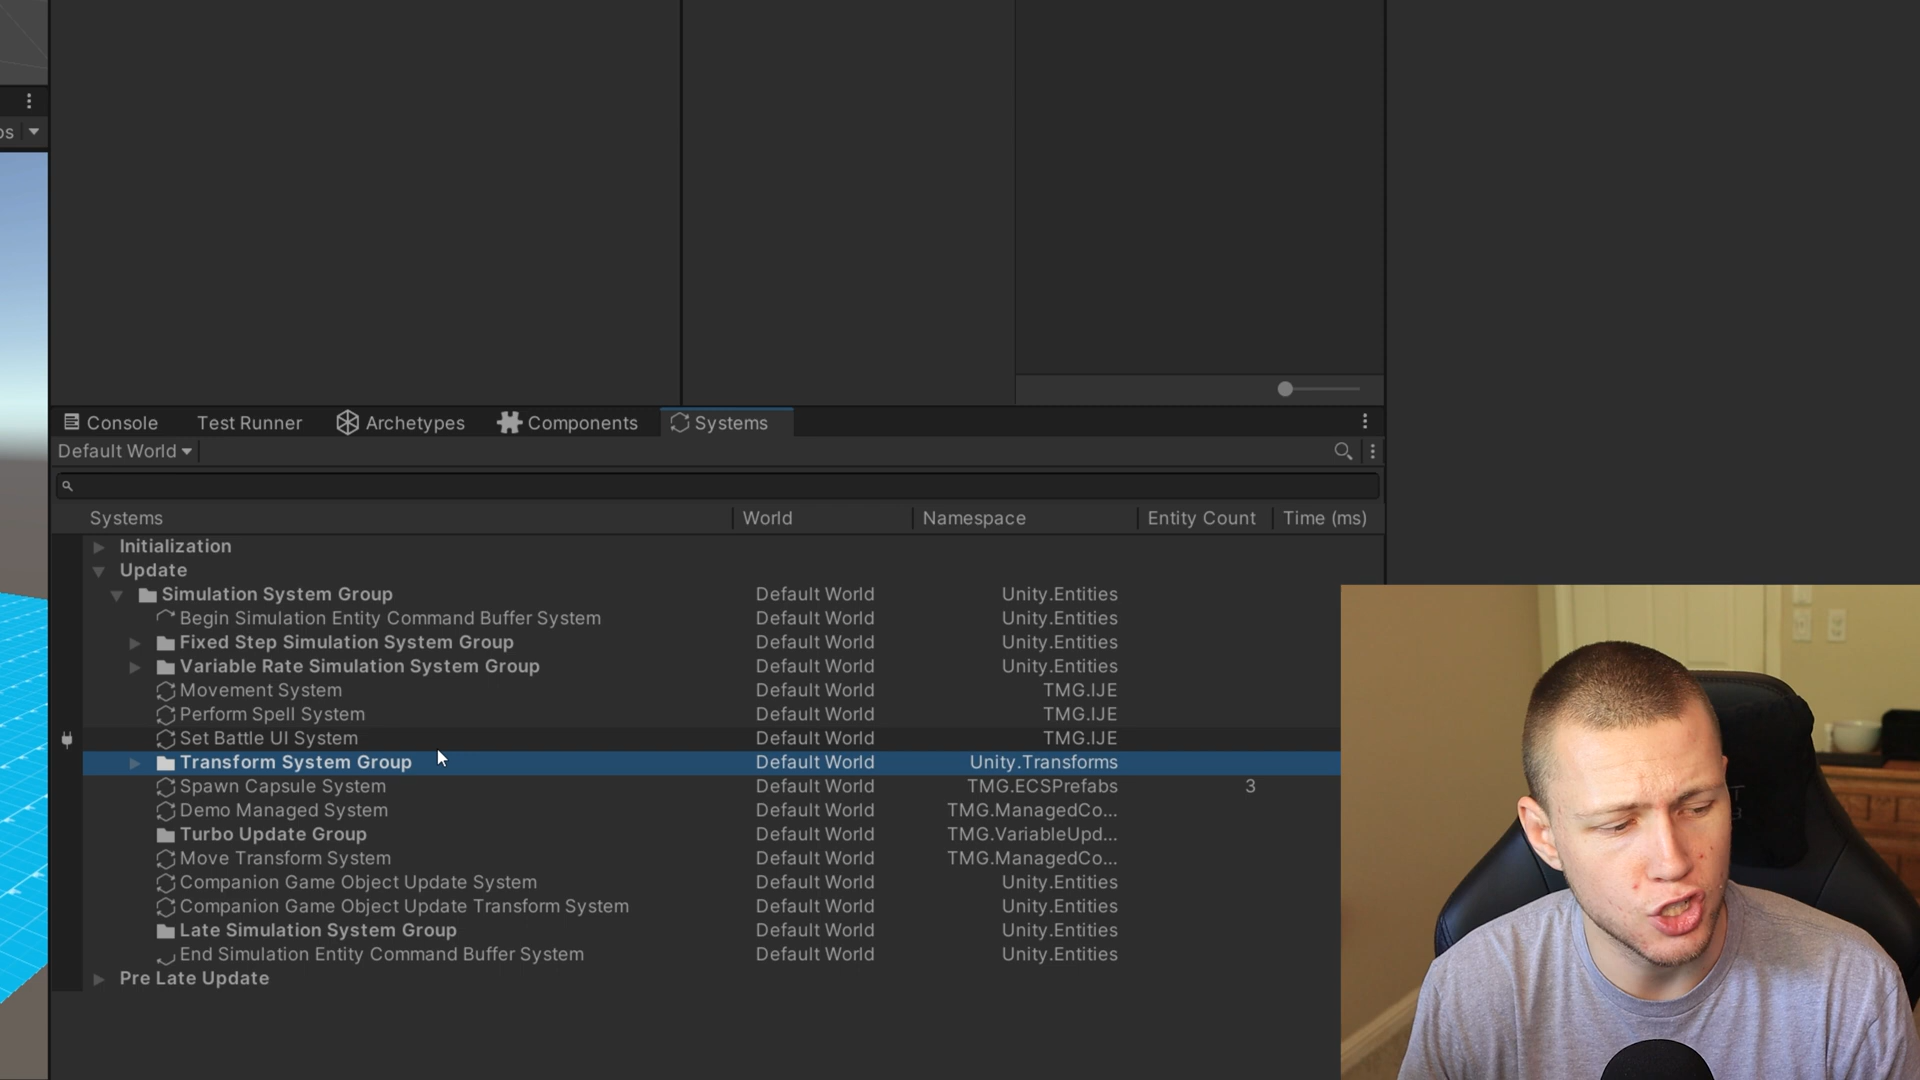 ps
Console Test Runner Archetypes Components Systems
Default World
Systems World Namespace Entity Count Time (ms)
Initialization
Update
Simulation System Group Default World Unity.Entities
Begin Simulation Entity Command Buffer System Default World Unity.Entities
Fixed Step Simulation System Group Default World Unity.Entities
Variable Rate Simulation System Group Default World Unity.Entities
Movement System Default World TMG.IJE
Perform Spell System Default World TMG.IJE
Set Battle UI System Default World TMG.IJE
Transform System Group Default World Unity.Transforms
Spawn Capsule System Default World TMG.ECSPrefabs 3
Demo Managed System Default World TMG.ManagedCo...
Turbo Update Group Default World TMG.VariableUpd...
Move Transform System Default World TMG.ManagedCo...
Companion Game Object Update System Default World Unity.Entities
Companion Game Object Update Transform System Default World Unity.Entities
Late Simulation System Group Default World Unity.Entities
End Simulation Entity Command Buffer System Default World Unity.Entities
Pre Late Update